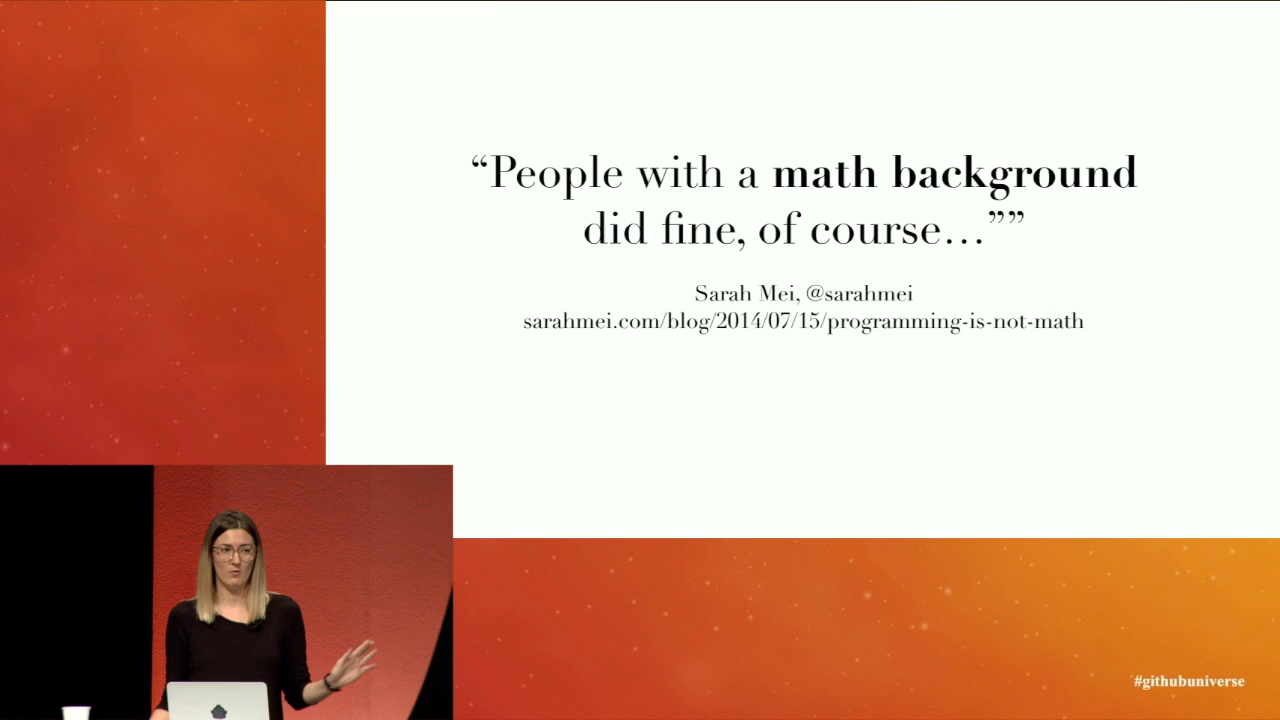 “People with a math background
did fine, of course…””
Sarah Mei, @sarahmei
sarahmei.com/blog/2014/07/15/programming-is-not-math
#githubuniverse